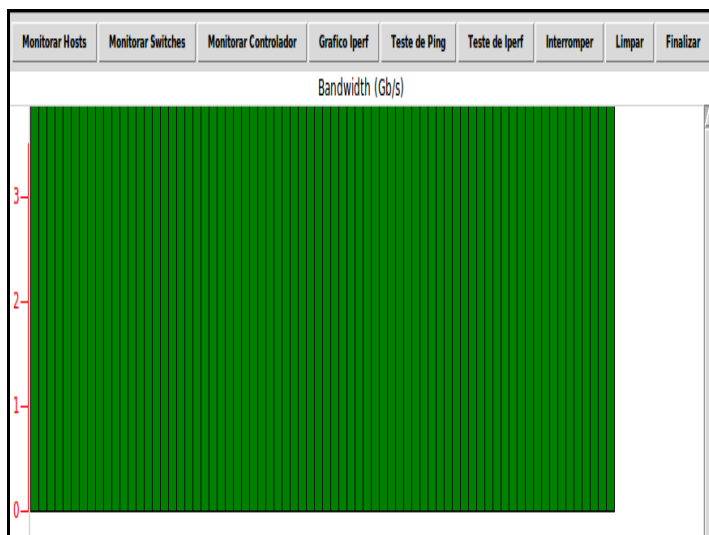 Monitorar Hosts Monitorar Switches Monitorar Controlador Grafico Iperf Teste de Ping Teste de Iperf Interromper Limpar Finalizar
Bandwidth (Gb/s)
3
2
1
0